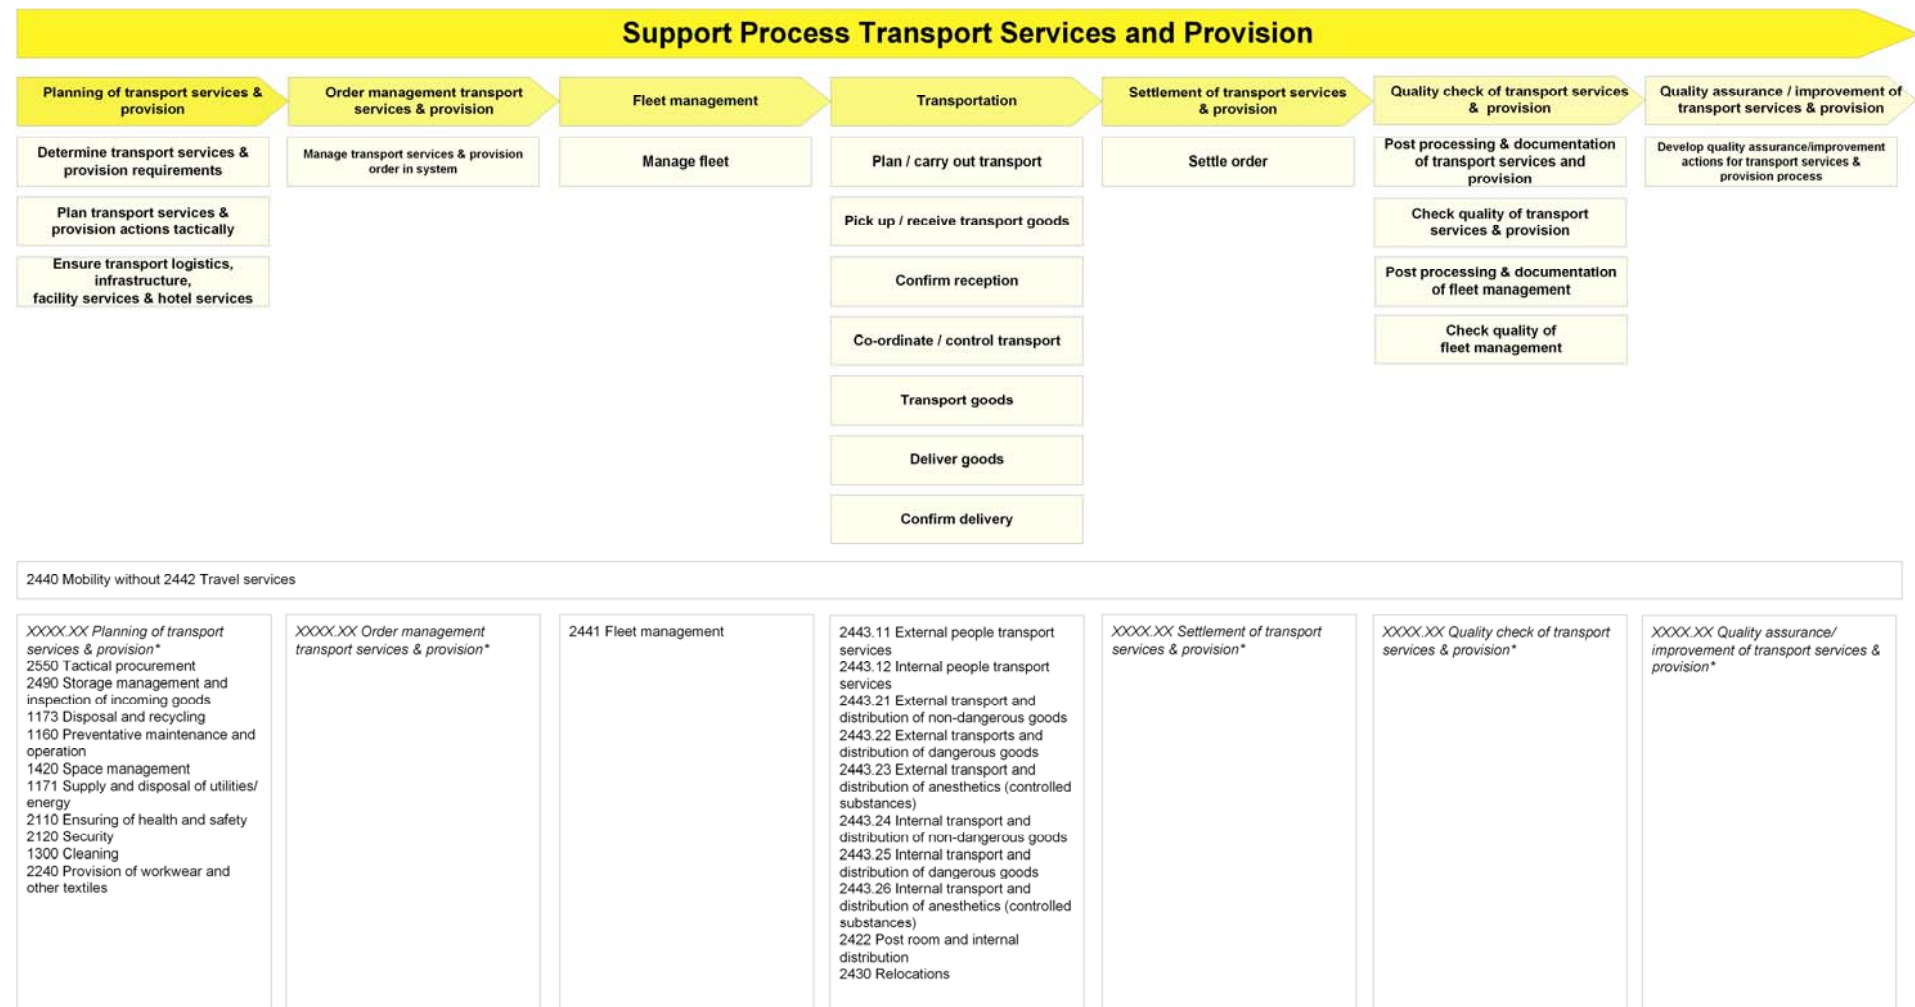 Support Process Transport Services and Provision
Planning of transport services &
provision
Order management transport
services & provision
Fleet management
Transportation
Settlement of transport services
& provision
Quality check of transport services
& provision
Quality assurance / improvement of
transport services & provision
Determine transport services &
provision requirements
Plan transport services &
provision actions tactically
Ensure transport logistics,
infrastructure,
facility services & hotel services
Manage transport services & provision
order in system
Manage fleet
Plan / carry out transport
Pick up / receive transport goods
Confirm reception
Co-ordinate / control transport
Transport goods
Deliver goods
Confirm delivery
Settle order
Post processing & documentation
of transport services and
provision
Check quality of transport
services & provision
Post processing & documentation
of fleet management
Check quality of
fleet management
Develop quality assurance/improvement
actions for transport services &
provision process
2440 Mobility without 2442 Travel services
XXXX.XX Planning of transport
services & provision*
2550 Tactical procurement
2490 Storage management and
inspection of incoming goods
1173 Disposal and recycling
1160 Preventative maintenance and
operation
1420 Space management
1171 Supply and disposal of utilities/
energy
2110 Ensuring of health and safety
2120 Security
1300 Cleaning
2240 Provision of workwear and
other textiles
XXXX.XX Order management
transport services & provision*
2441 Fleet management
2443.11 External people transport
services
2443.12 Internal people transport
services
2443.21 External transport and
distribution of non-dangerous goods
2443.22 External transports and
distribution of dangerous goods
2443.23 External transport and
distribution of anesthetics (controlled
substances)
2443.24 Internal transport and
distribution of non-dangerous goods
2443.25 Internal transport and
distribution of dangerous goods
2443.26 Internal transport and
distribution of anesthetics (controlled
substances)
2422 Post room and internal
distribution
2430 Relocations
XXXX.XX Settlement of transport
services & provision*
XXXX.XX Quality check of transport
services & provision*
XXXX.XX Quality assurance/
improvement of transport services &
provision*